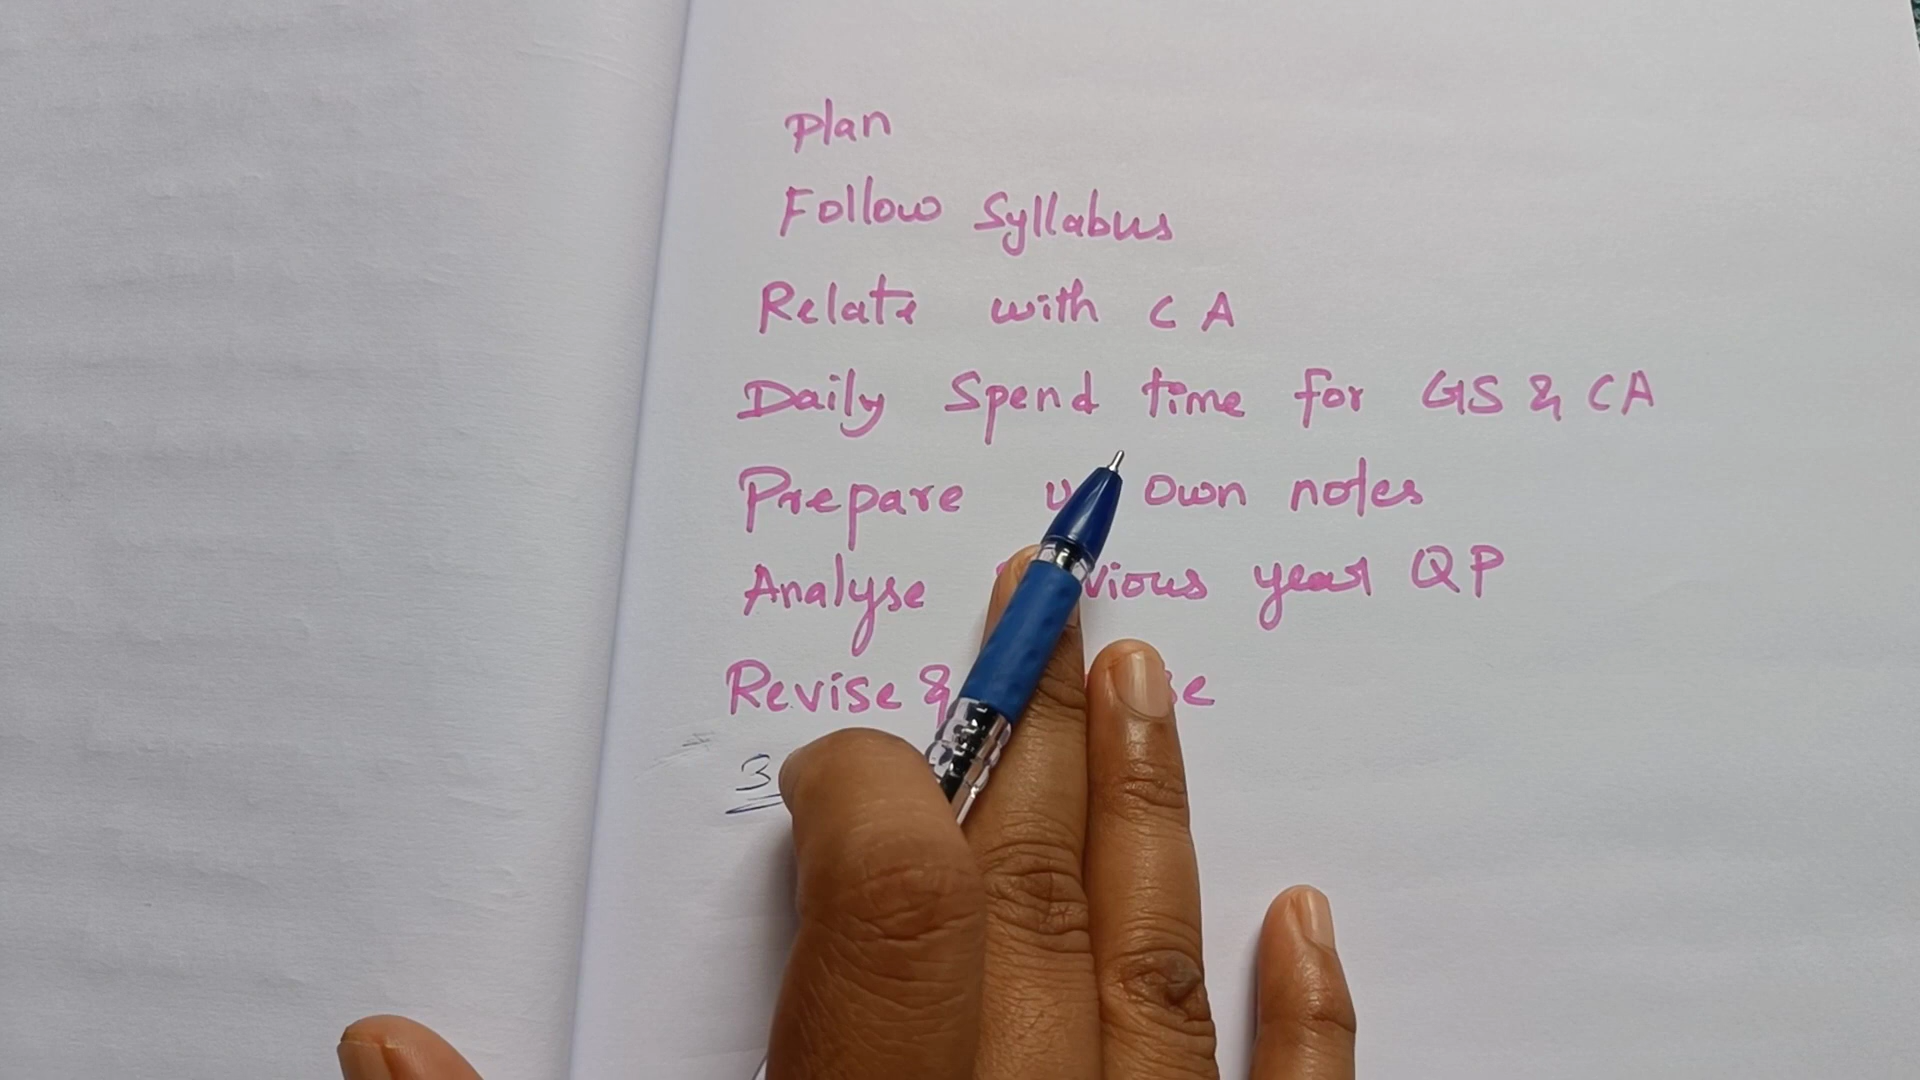 Plan
Follow Syllabus
Relate with CA
Daily Spend time for GS & CA
Prepare own notes
Analyse year QP
Revise &
3